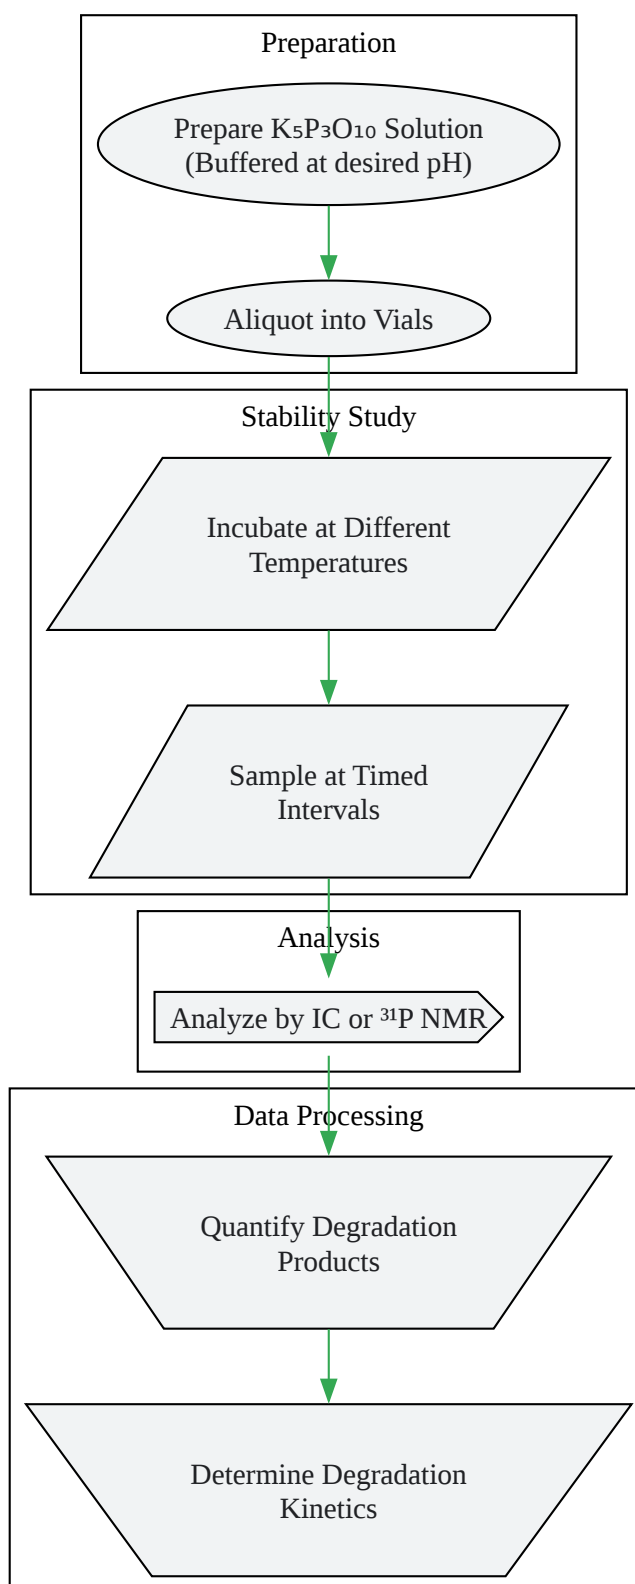 Preparation
Prepare K₅P₃O₁₀ Solution
(Buffered at desired pH)
Aliquot into Vials
Stability Study
Incubate at Different
Temperatures
Sample at Timed
Intervals
Analysis
Analyze by IC or ³¹P NMR
Data Processing
Quantify Degradation
Products
Determine Degradation
Kinetics